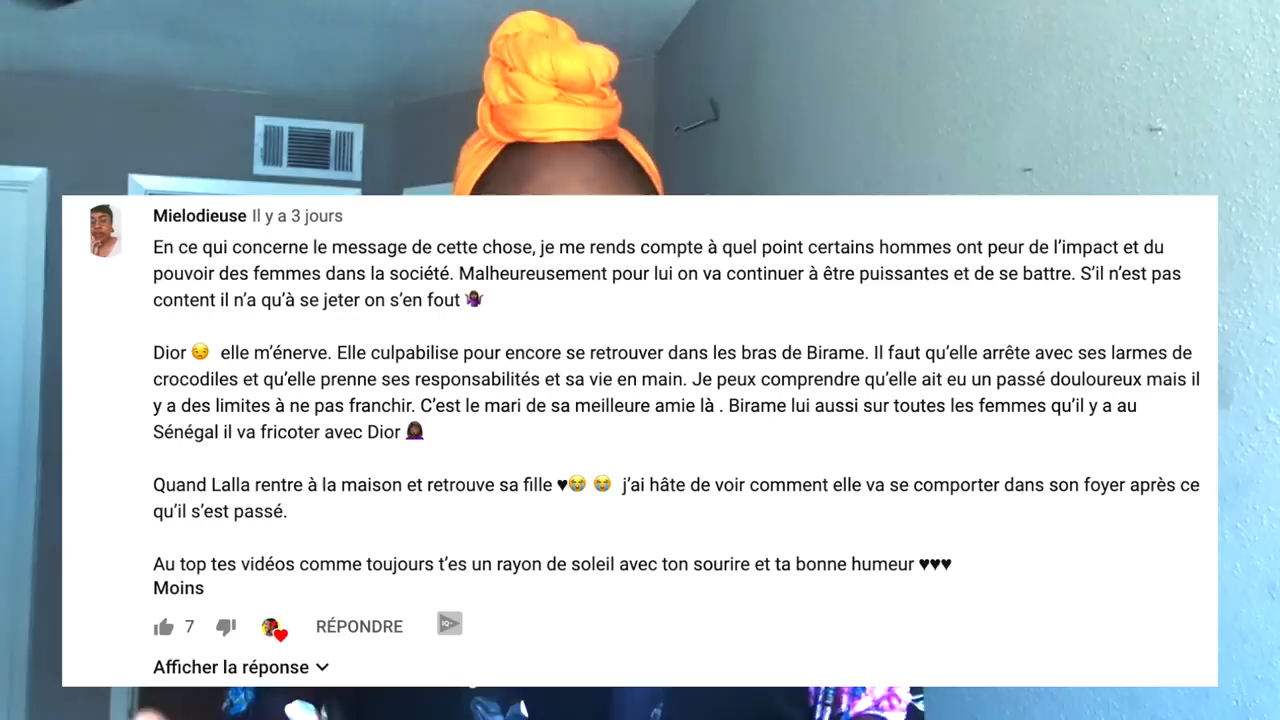 Mielodieuse Il y a 3 jours
En ce qui concerne le message de cette chose, je me rends compte à quel point certains hommes ont peur de l’impact et du
pouvoir des femmes dans la société. Malheureusement pour lui on va continuer à être puissantes et de se battre. S’il n’est pas
content il n’a qu’à se jeter on s’en fout 🤷🏾‍♀️
Dior 😒 elle m’énerve. Elle culpabilise pour encore se retrouver dans les bras de Birame. Il faut qu’elle arrête avec ses larmes de
crocodiles et qu’elle prenne ses responsabilités et sa vie en main. Je peux comprendre qu’elle ait eu un passé douloureux mais il
y a des limites à ne pas franchir. C’est le mari de sa meilleure amie là . Birame lui aussi sur toutes les femmes qu’il y a au
Sénégal il va fricoter avec Dior 🤦🏾‍♀️
Quand Lalla rentre à la maison et retrouve sa fille ♥😭 😭 j’ai hâte de voir comment elle va se comporter dans son foyer après ce
qu’il s’est passé.
Au top tes vidéos comme toujours t’es un rayon de soleil avec ton sourire et ta bonne humeur ♥♥♥
Moins
7 RÉPONDRE IQ+
Afficher la réponse